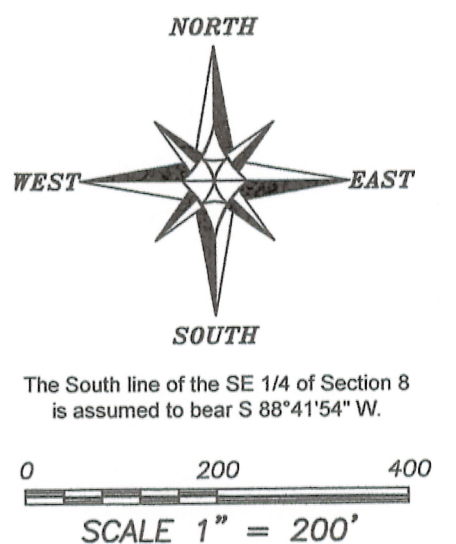 NORTH
WEST EAST
SOUTH
The South line of the SE 1/4 of Section 8
is assumed to bear S 88°41'54" W.
0 200 400
SCALE 1" = 200'